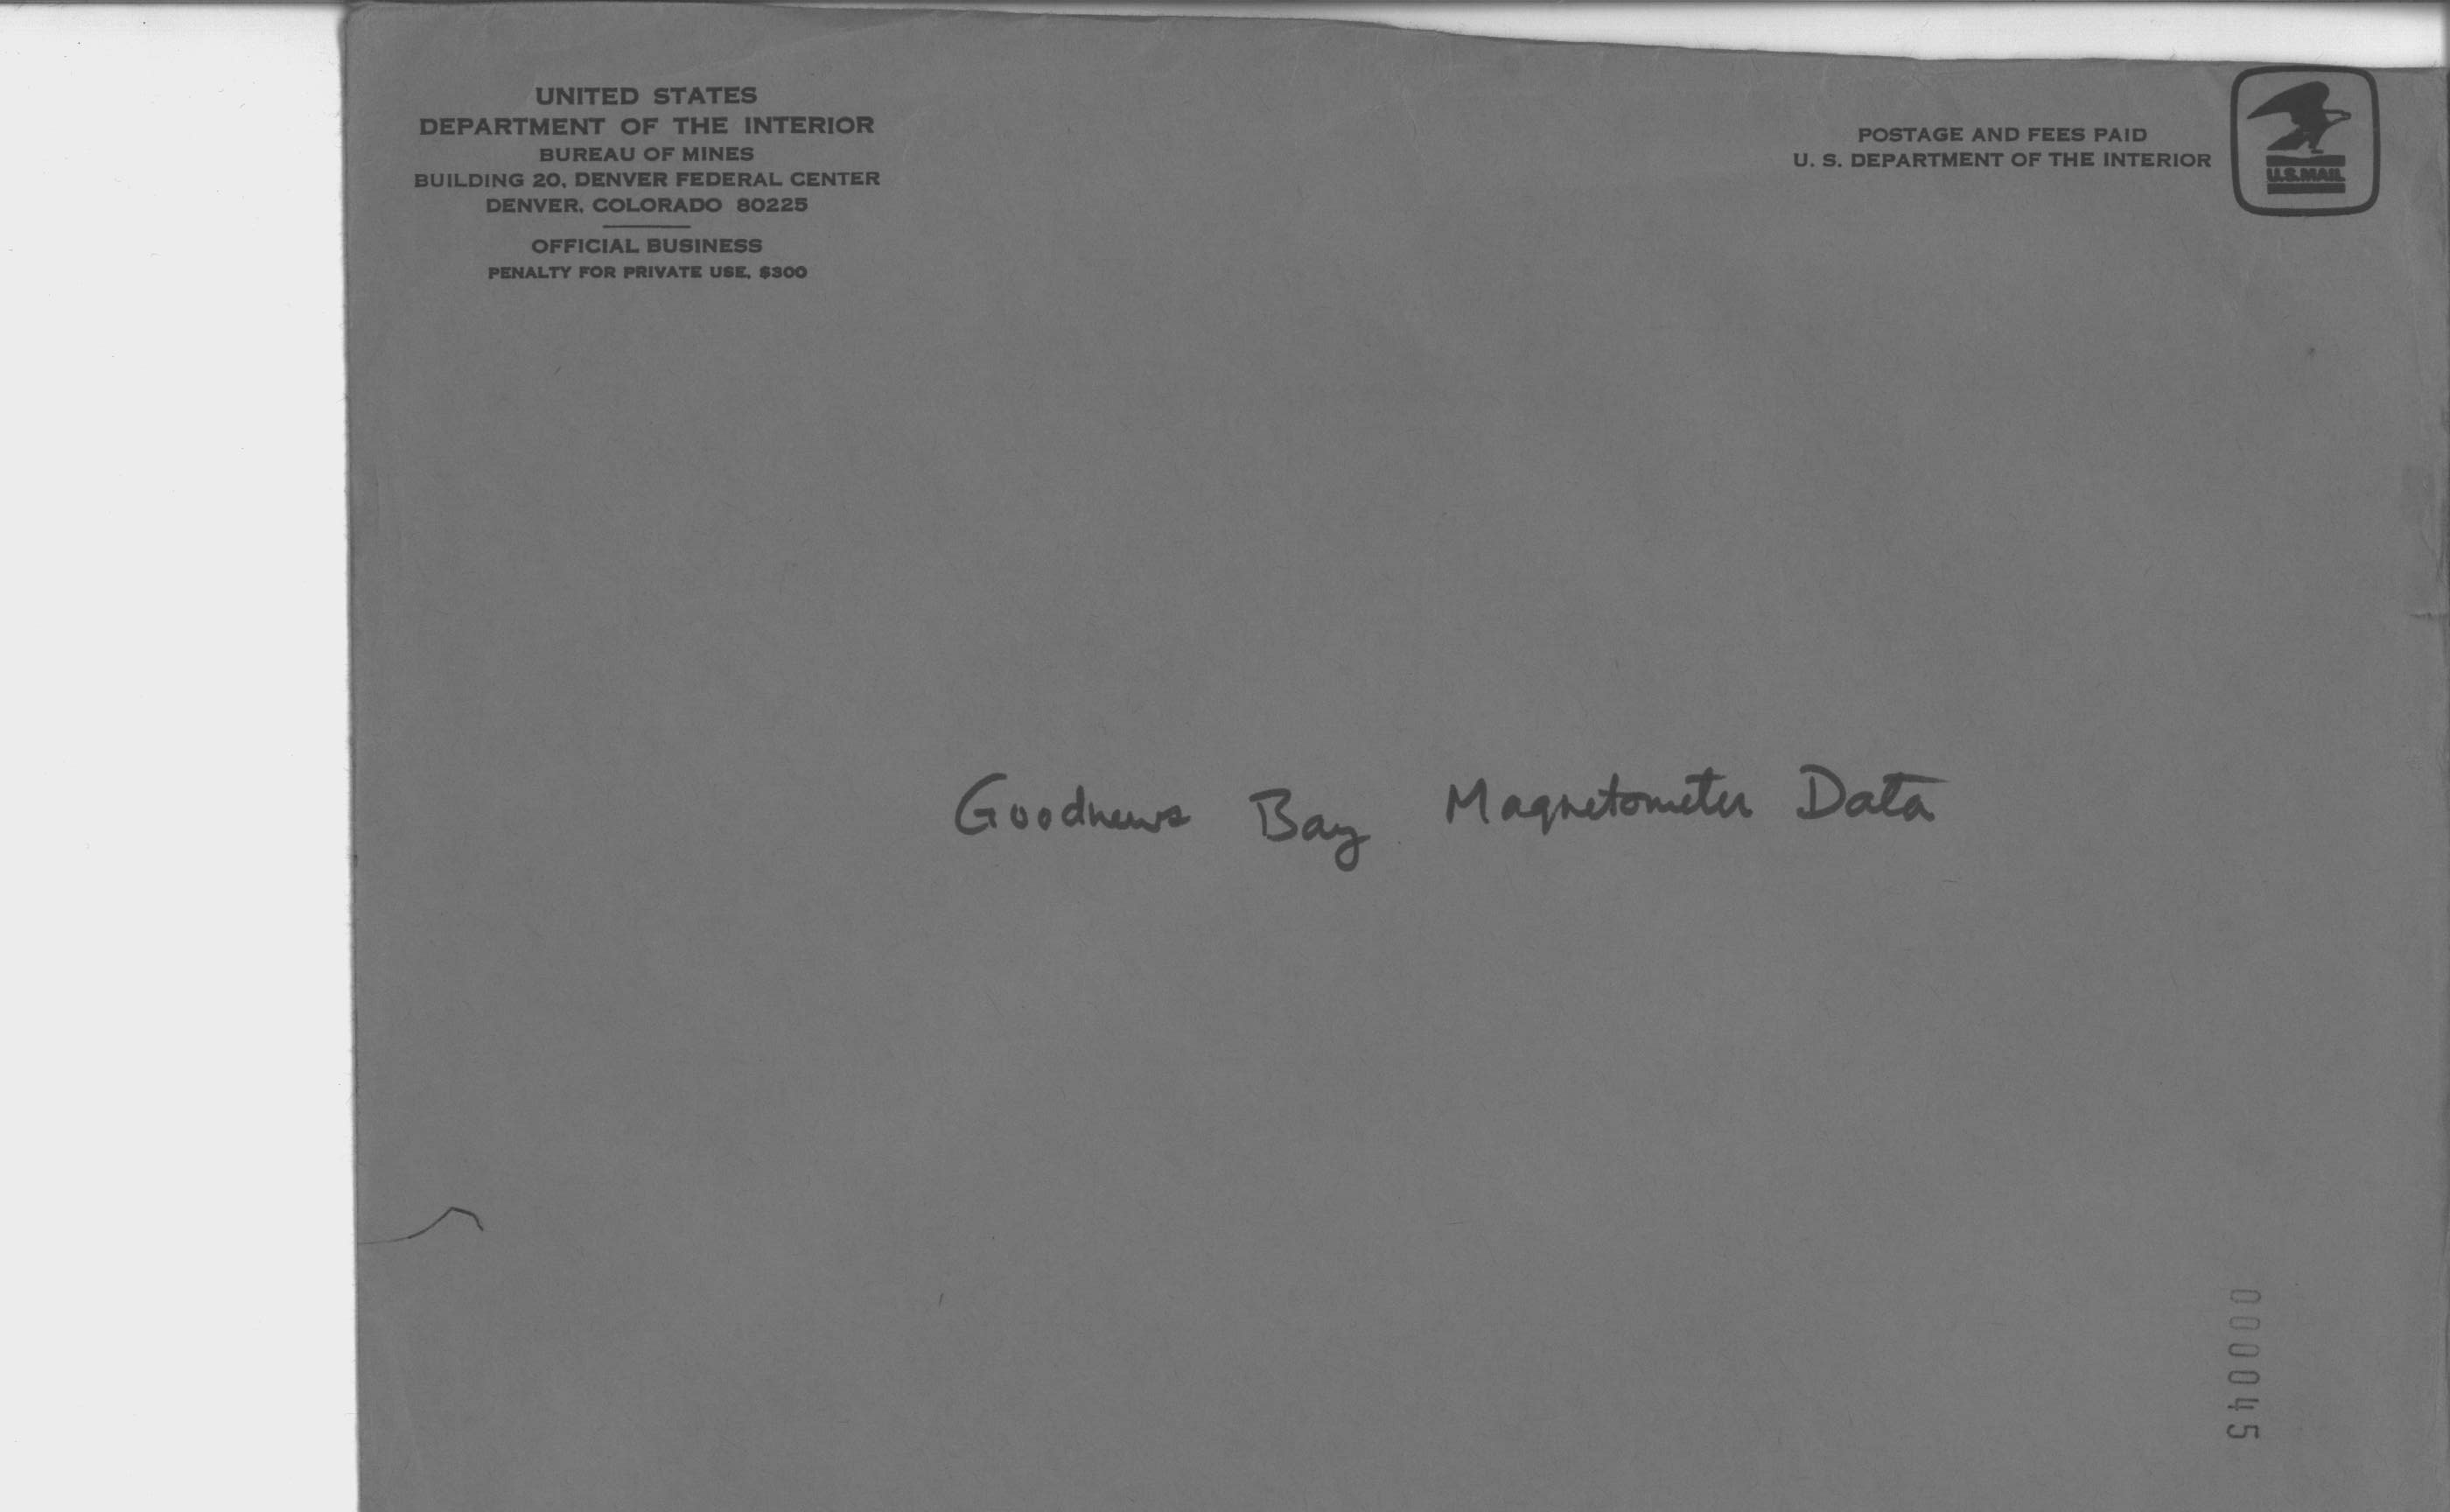 UNITED STATES
DEPARTMENT OF THE INTERIOR
BUREAU OF MINES
BUILDING 20, DENVER FEDERAL CENTER
DENVER, COLORADO 80225
OFFICIAL BUSINESS
PENALTY FOR PRIVATE USE, $300
POSTAGE AND FEES PAID
U. S. DEPARTMENT OF THE INTERIOR
U.S.MAIL
Goodnews Bay Magnetometer Data
000045